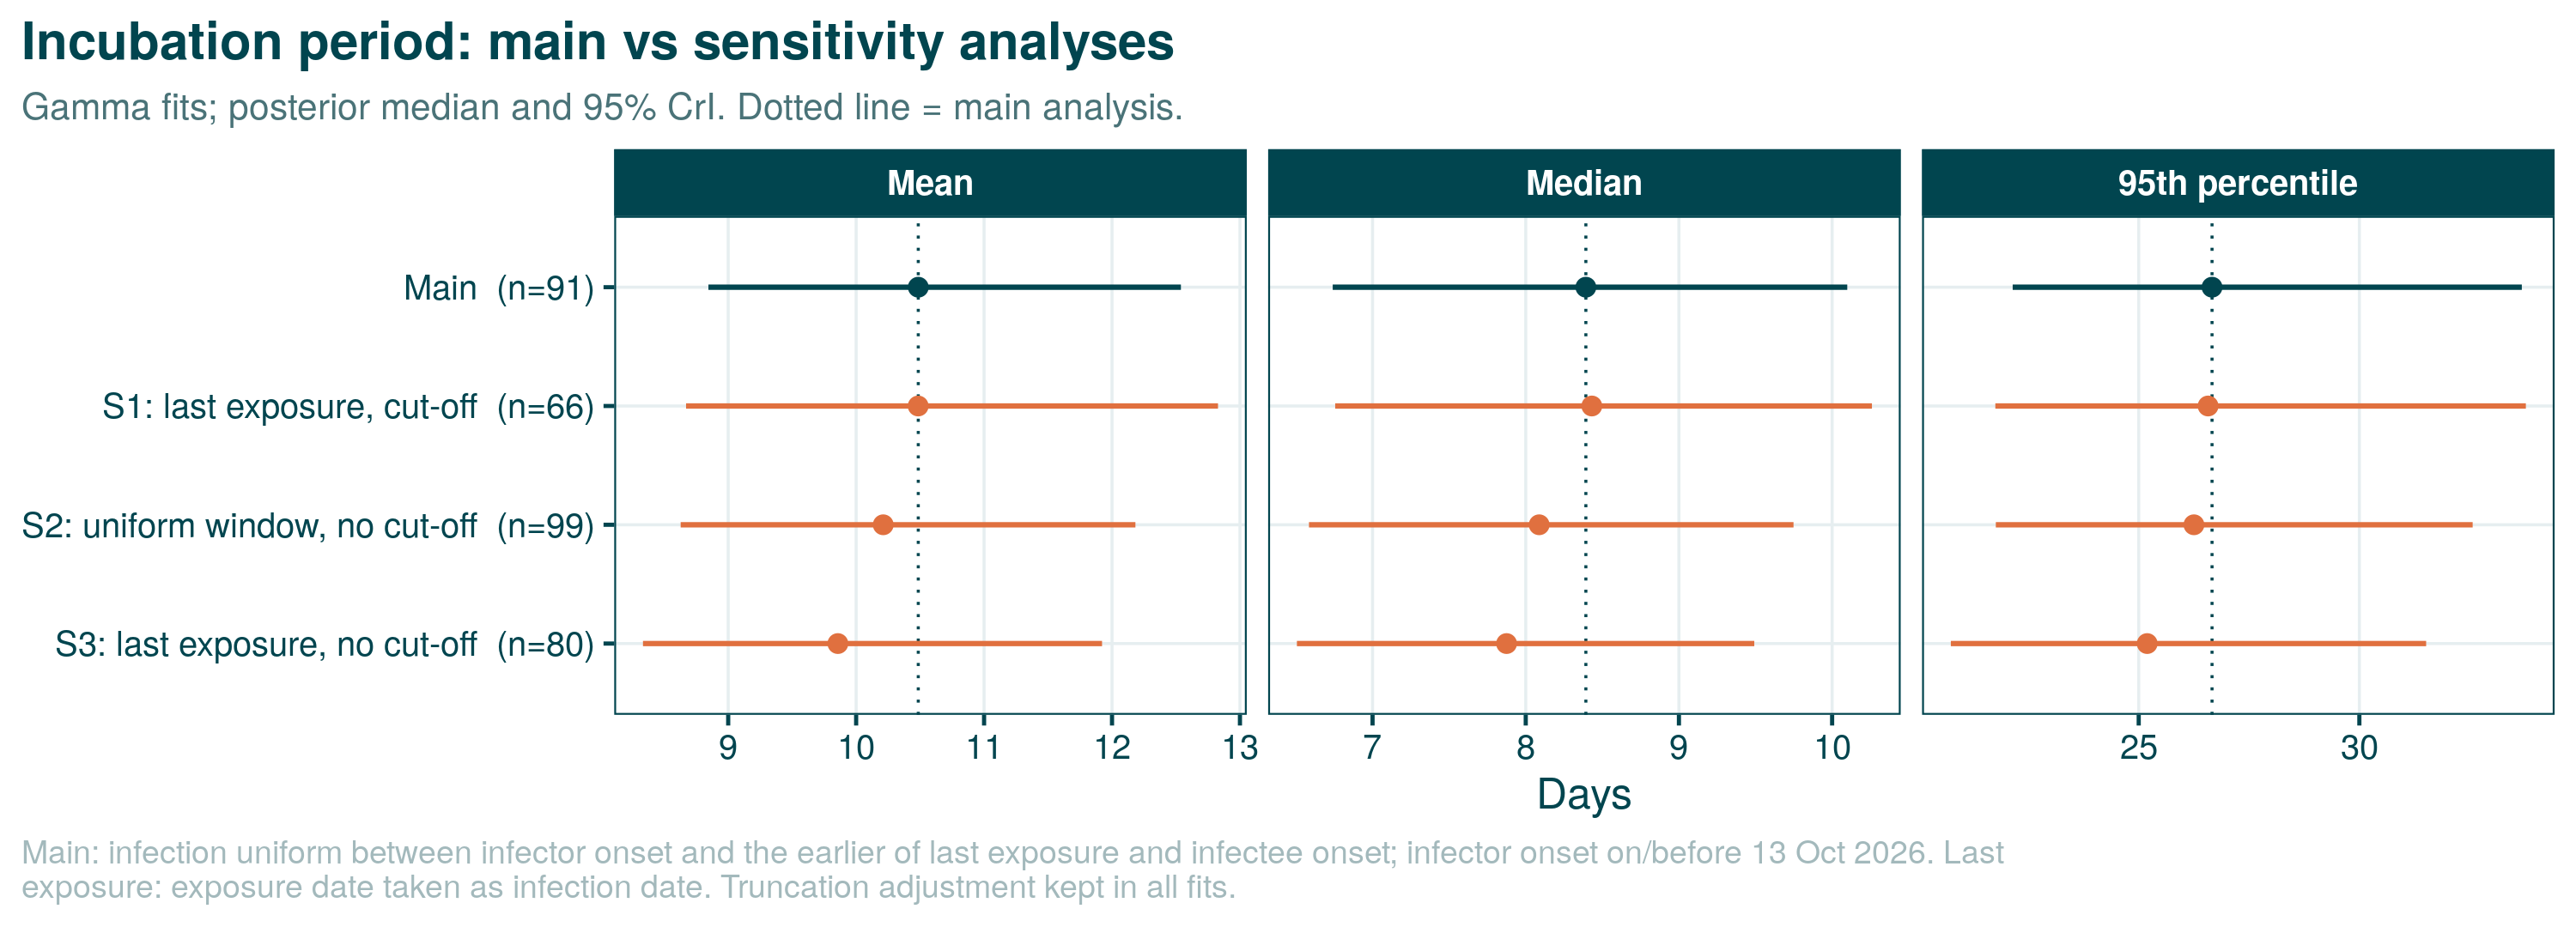 Incubation period: main vs sensitivity analyses
Gamma fits; posterior median and 95% CrI. Dotted line = main analysis.
Mean
Median
95th percentile
Main (n=91)
S1: last exposure, cut-off (n=66)
S2: uniform window, no cut-off (n=99)
S3: last exposure, no cut-off (n=80)
9 10 11 12 13
7 8 9 10
25 30
Days
Main: infection uniform between infector onset and the earlier of last exposure and infectee onset; infector onset on/before 13 Oct 2026. Last
exposure: exposure date taken as infection date. Truncation adjustment kept in all fits.